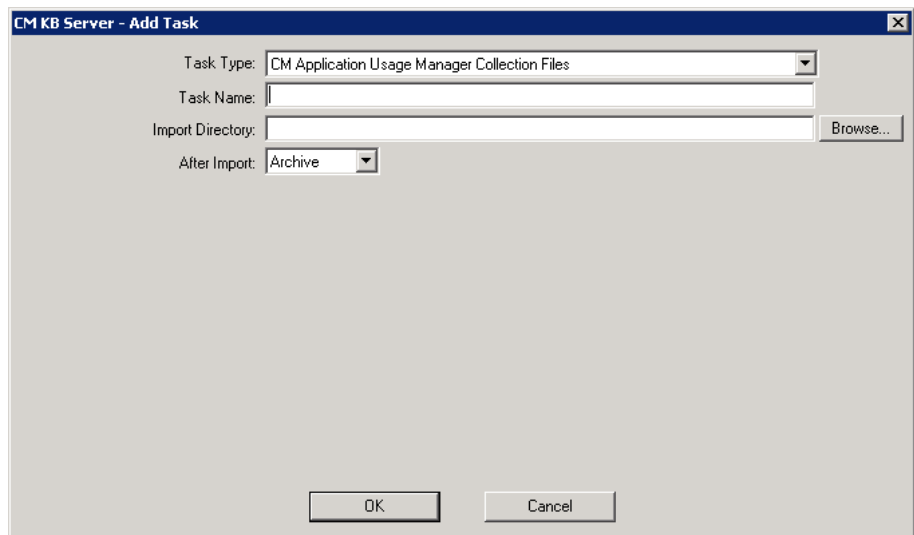 CM KB Server - Add Task
Task Type: CM Application Usage Manager Collection Files
Task Name:
Import Directory: Browse...
After Import: Archive
OK Cancel